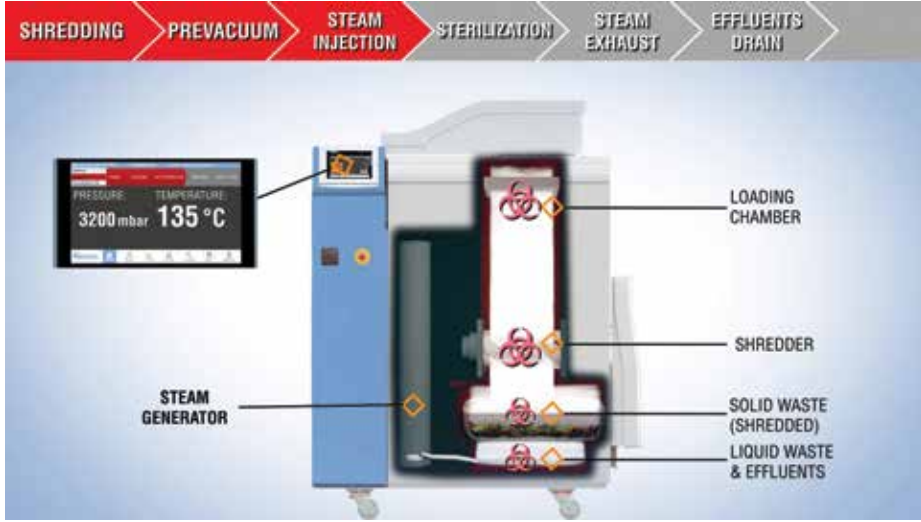 SHREDDING
PREVACUUM
STEAM
INJECTION
STERILIZATION
STEAM
EXHAUST
EFFLUENTS
DRAIN
PRESSURE:
TEMPERATURE:
3200 mbar
135 °C
LOADING
CHAMBER
SHREDDER
STEAM
GENERATOR
SOLID WASTE
(SHREDDED)
LIQUID WASTE
& EFFLUENTS